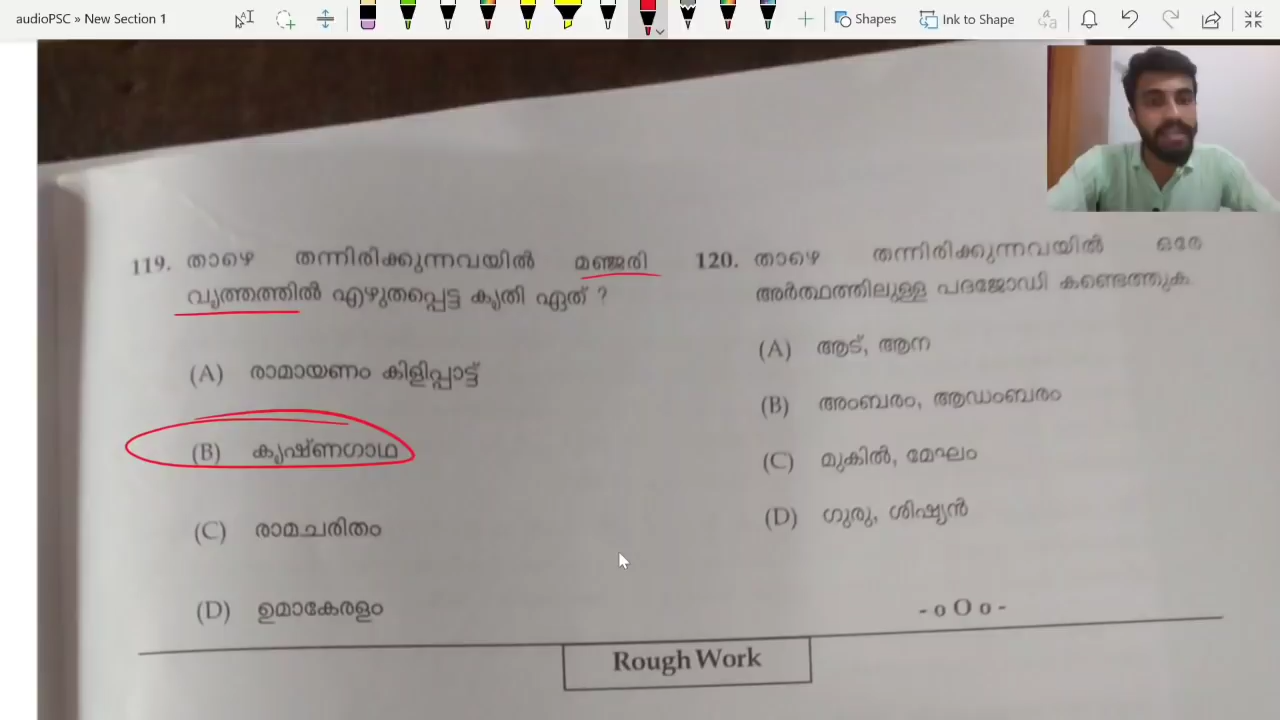 audioPSC » New Section 1
Shapes
Ink to Shape
119. താഴെ തന്നിരിക്കുന്നവയിൽ മഞ്ജരി
വൃത്തത്തിൽ എഴുതപ്പെട്ട കൃതി ഏത് ?
(A) രാമായണം കിളിപ്പാട്ട്
(B) കൃഷ്ണഗാഥ
(C) രാമചരിതം
(D) ഉമാകേരളം
120. താഴെ തന്നിരിക്കുന്നവയിൽ ഒരേ
അർത്ഥത്തിലുള്ള പദജോഡി കണ്ടെത്തുക
(A) ആട്, ആന
(B) അംബരം, ആഡംബരം
(C) മുകിൽ, മേഘം
(D) ഗുരു, ശിഷ്യൻ
- o O o -
Rough Work